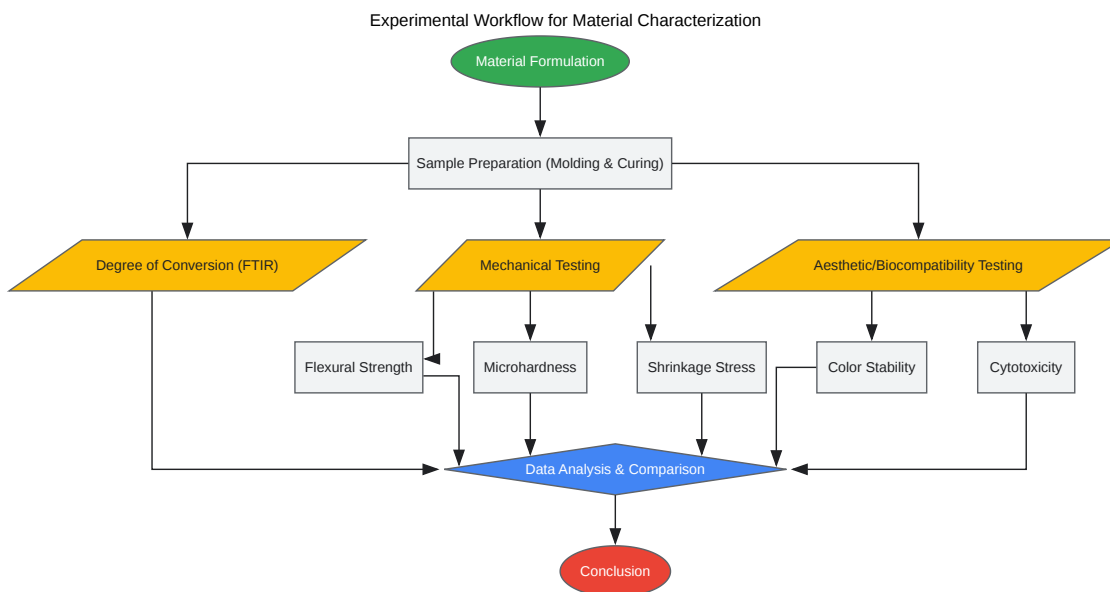 Experimental Workflow for Material Characterization
Material Formulation
Sample Preparation (Molding & Curing)
Degree of Conversion (FTIR)
Mechanical Testing
Aesthetic/Biocompatibility Testing
Flexural Strength
Microhardness
Shrinkage Stress
Color Stability
Cytotoxicity
Data Analysis & Comparison
Conclusion